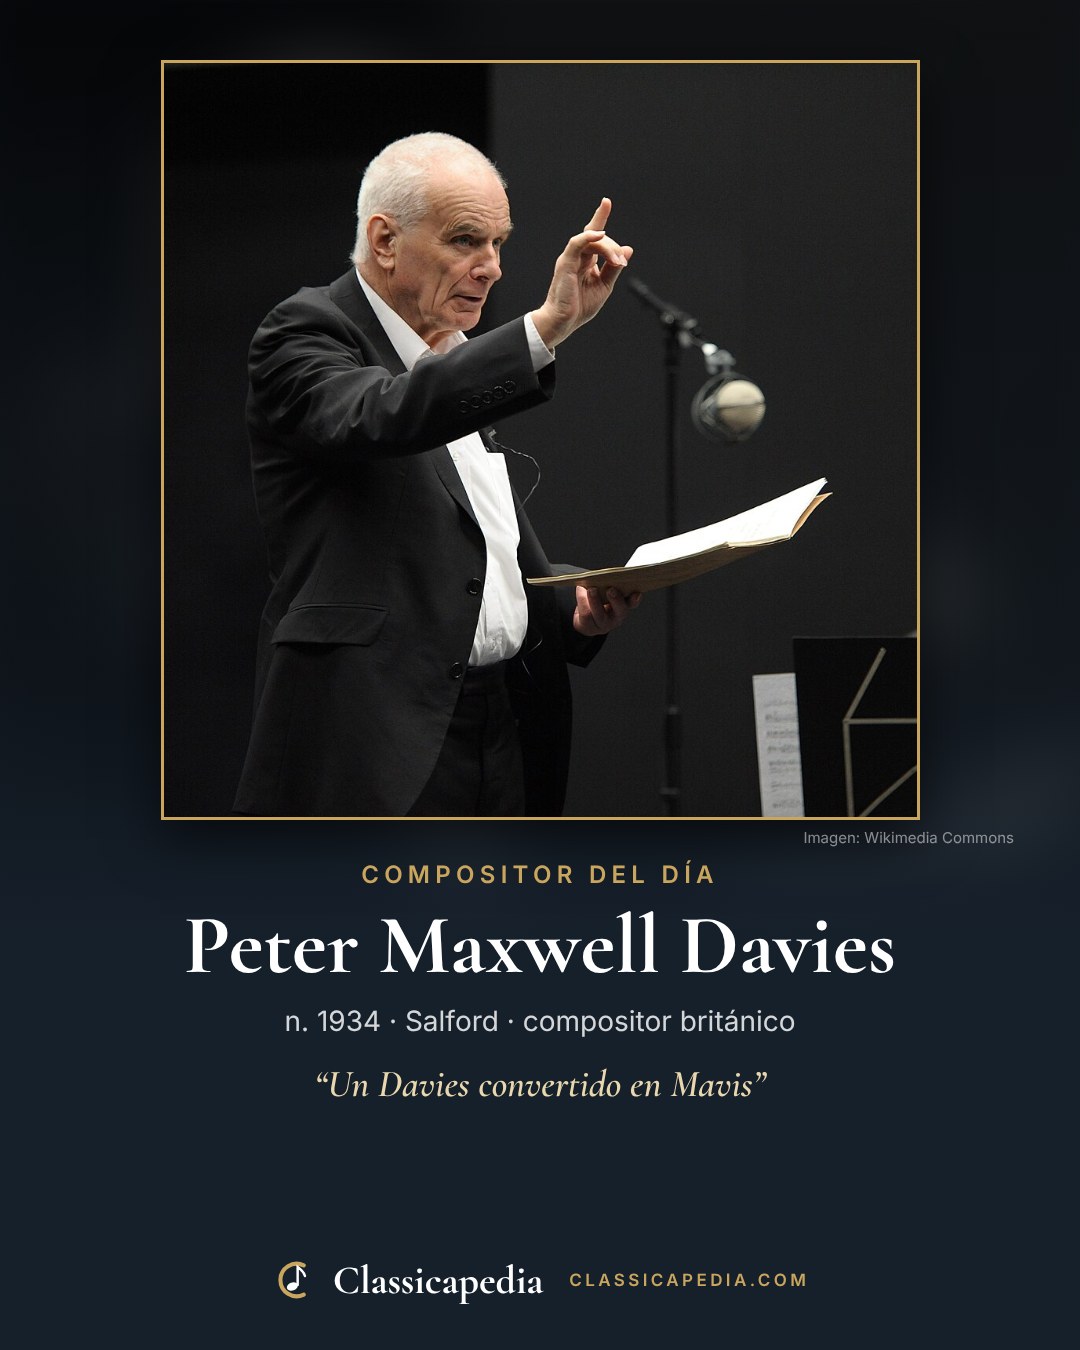 Imagen: Wikimedia Commons
COMPOSITOR DEL DÍA
Peter Maxwell Davies
n. 1934 · Salford · compositor británico
“Un Davies convertido en Mavis”
Classicapedia CLASSICAPEDIA.COM